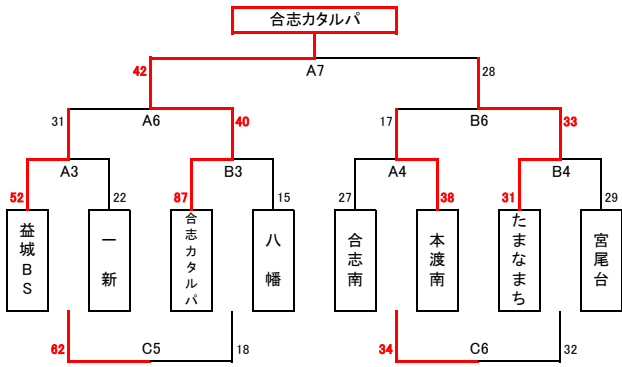 合志カタルパ
42 A7 28
31 A6 40 17 B6 33
A3 B3 A4 B4
52 22 87 15 27 38 31 29
益城BS
一新
合志カタルパ
八幡
合志南
本渡南
たまなまち
宮尾台
62 C5 18 34 C6 32